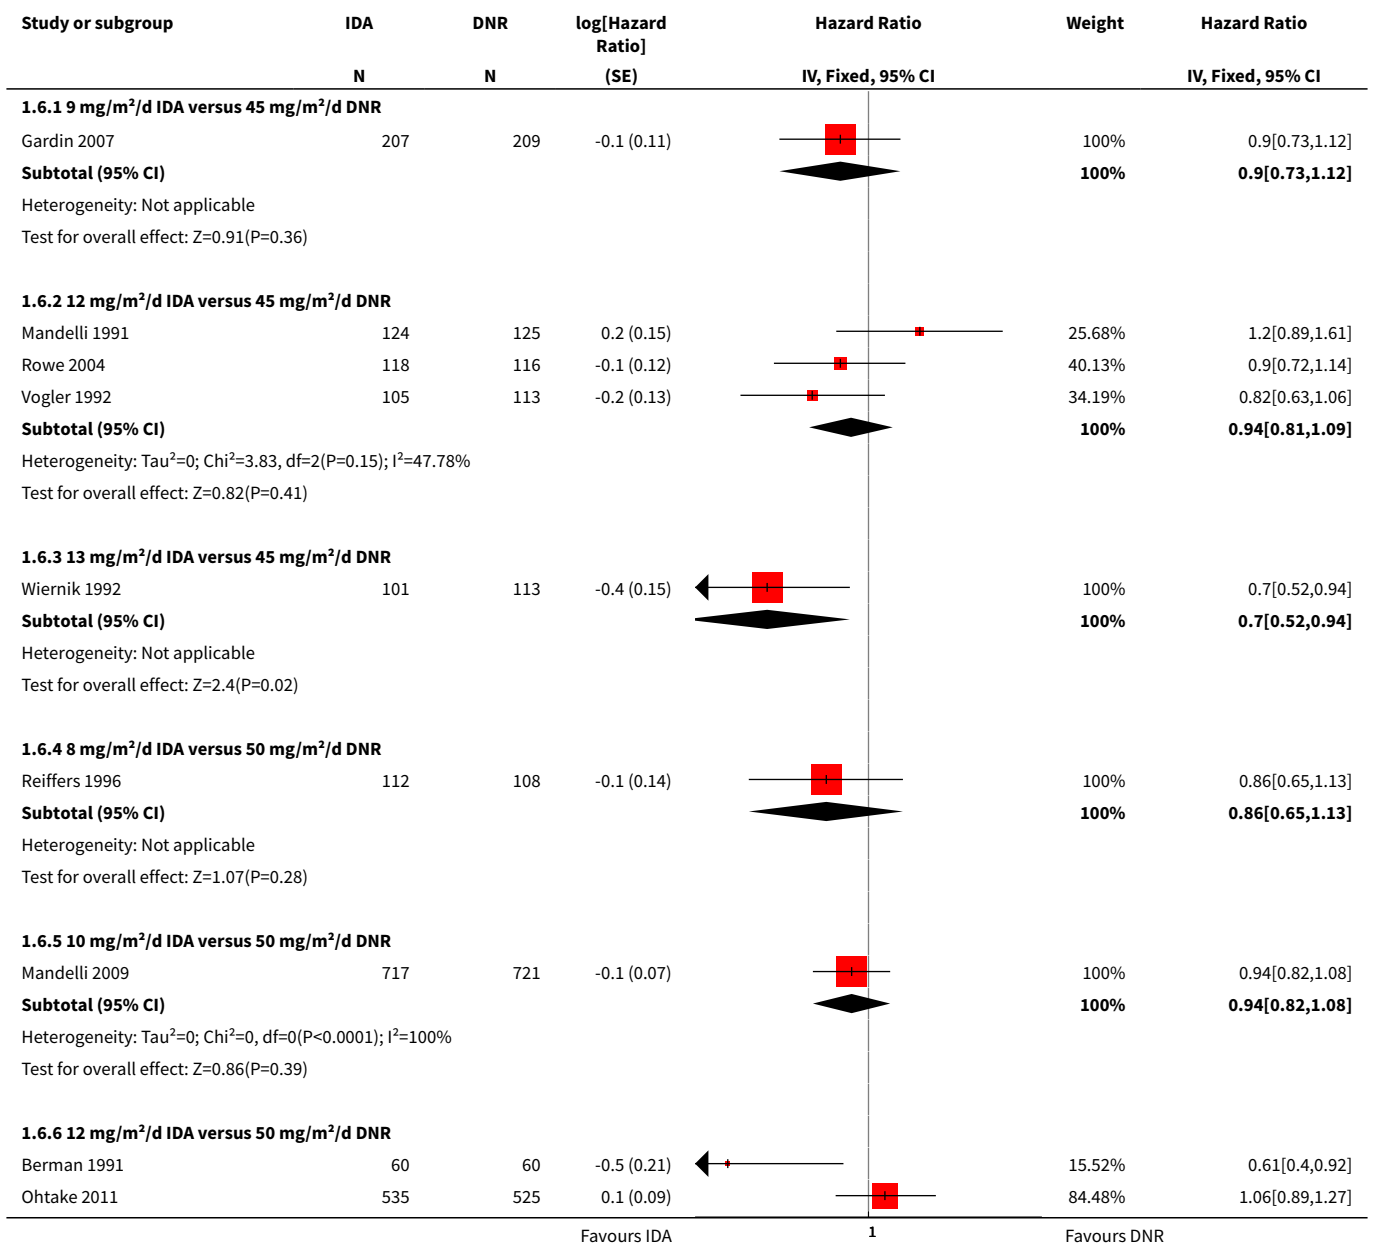 Study or subgroup IDA DNR log[Hazard Ratio] Hazard Ratio Weight Hazard Ratio
N N (SE) IV, Fixed, 95% CI IV, Fixed, 95% CI
1.6.1 9 mg/m²/d IDA versus 45 mg/m²/d DNR
Gardin 2007 207 209 -0.1 (0.11) 100% 0.9[0.73,1.12]
Subtotal (95% CI) 100% 0.9[0.73,1.12]
Heterogeneity: Not applicable
Test for overall effect: Z=0.91(P=0.36)
1.6.2 12 mg/m²/d IDA versus 45 mg/m²/d DNR
Mandelli 1991 124 125 0.2 (0.15) 25.68% 1.2[0.89,1.61]
Rowe 2004 118 116 -0.1 (0.12) 40.13% 0.9[0.72,1.14]
Vogler 1992 105 113 -0.2 (0.13) 34.19% 0.82[0.63,1.06]
Subtotal (95% CI) 100% 0.94[0.81,1.09]
Heterogeneity: Tau²=0; Chi²=3.83, df=2(P=0.15); I²=47.78%
Test for overall effect: Z=0.82(P=0.41)
1.6.3 13 mg/m²/d IDA versus 45 mg/m²/d DNR
Wiernik 1992 101 113 -0.4 (0.15) 100% 0.7[0.52,0.94]
Subtotal (95% CI) 100% 0.7[0.52,0.94]
Heterogeneity: Not applicable
Test for overall effect: Z=2.4(P=0.02)
1.6.4 8 mg/m²/d IDA versus 50 mg/m²/d DNR
Reiffers 1996 112 108 -0.1 (0.14) 100% 0.86[0.65,1.13]
Subtotal (95% CI) 100% 0.86[0.65,1.13]
Heterogeneity: Not applicable
Test for overall effect: Z=1.07(P=0.28)
1.6.5 10 mg/m²/d IDA versus 50 mg/m²/d DNR
Mandelli 2009 717 721 -0.1 (0.07) 100% 0.94[0.82,1.08]
Subtotal (95% CI) 100% 0.94[0.82,1.08]
Heterogeneity: Tau²=0; Chi²=0, df=0(P<0.0001); I²=100%
Test for overall effect: Z=0.86(P=0.39)
1.6.6 12 mg/m²/d IDA versus 50 mg/m²/d DNR
Berman 1991 60 60 -0.5 (0.21) 15.52% 0.61[0.4,0.92]
Ohtake 2011 535 525 0.1 (0.09) 84.48% 1.06[0.89,1.27]
Favours IDA 1 Favours DNR